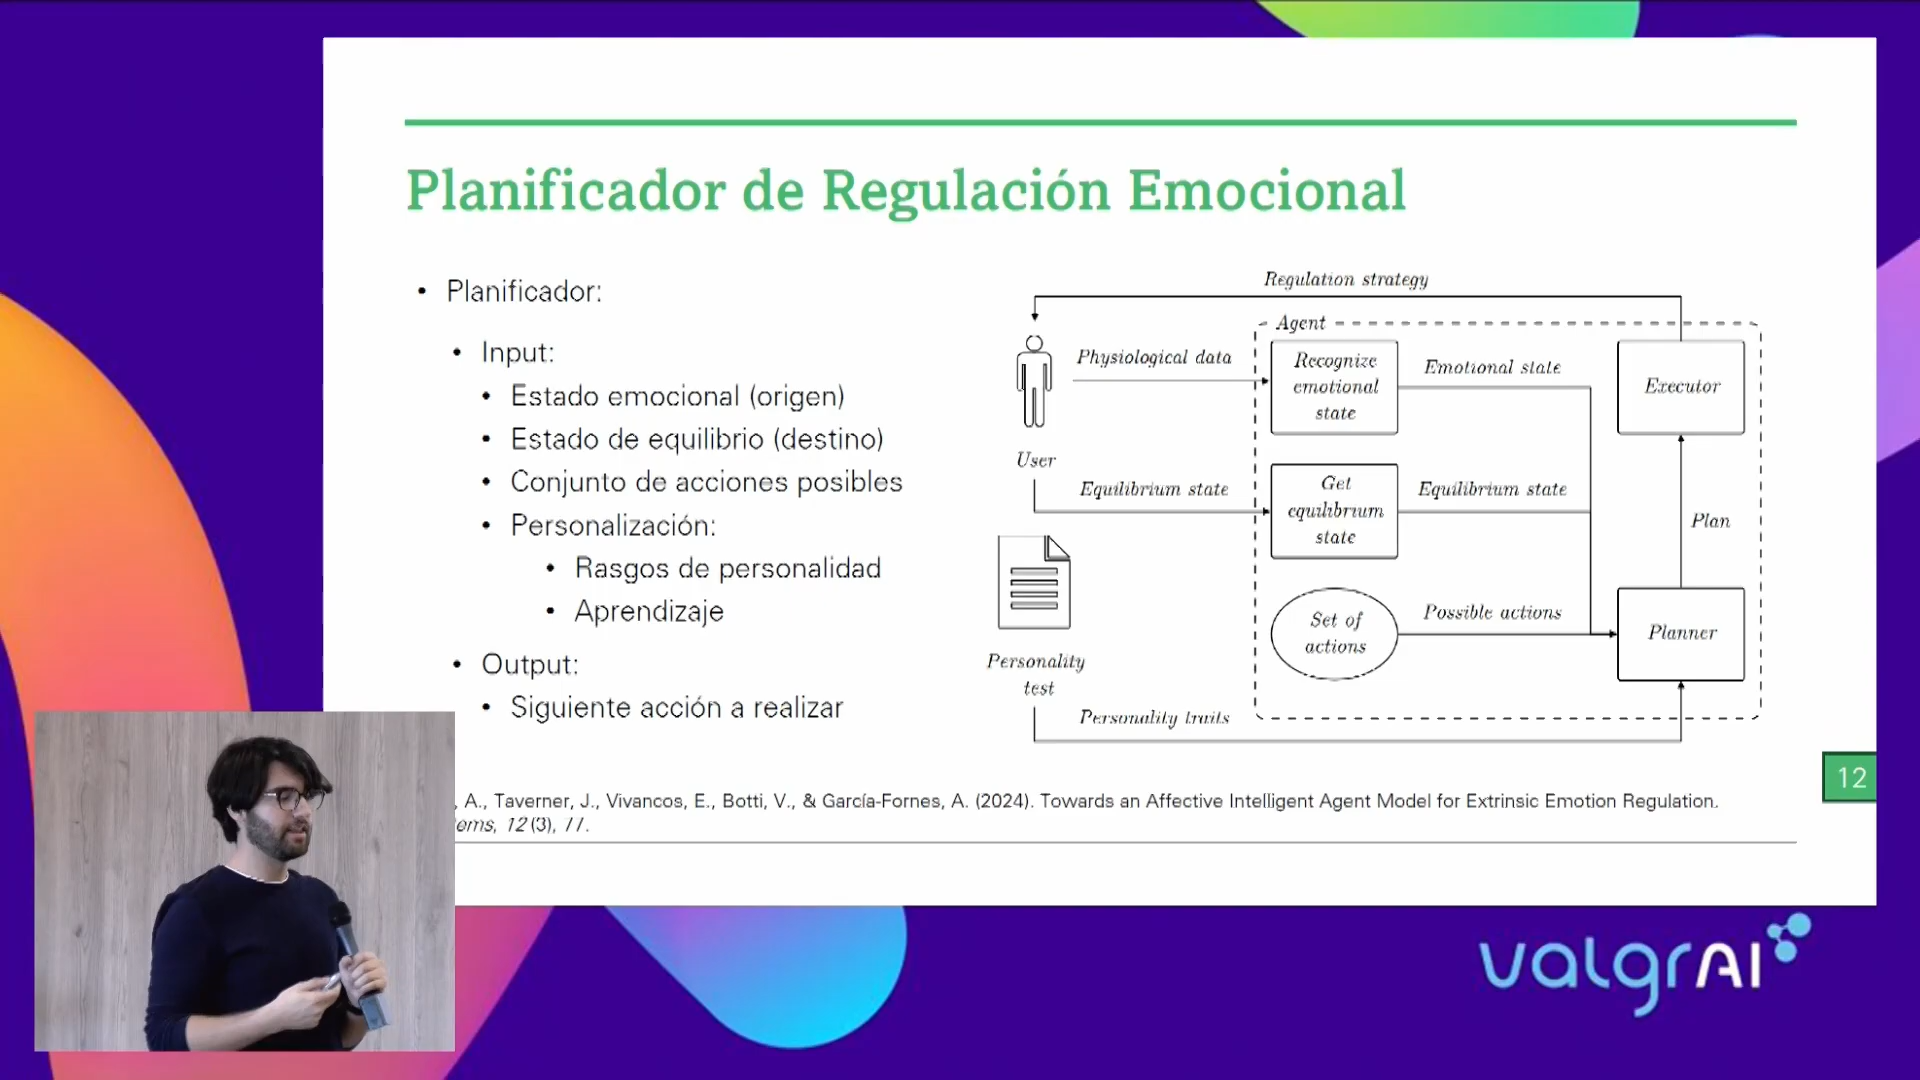 Planificador de Regulación Emocional
• Planificador:
• Input:
• Estado emocional (origen)
• Estado de equilibrio (destino)
• Conjunto de acciones posibles
• Personalización:
• Rasgos de personalidad
• Aprendizaje
• Output:
• Siguiente acción a realizar
Regulation strategy
Agent
Physiological data
Recognize
emotional
state
Emotional state
Executor
User
Equilibrium state
Get
equilibrium
state
Equilibrium state
Plan
Set of
actions
Possible actions
Planner
Personality
test
Personality traits
12
, A., Taverner, J., Vivancos, E., Botti, V., & García-Fornes, A. (2024). Towards an Affective Intelligent Agent Model for Extrinsic Emotion Regulation.
12(3), 77.
valgrAI